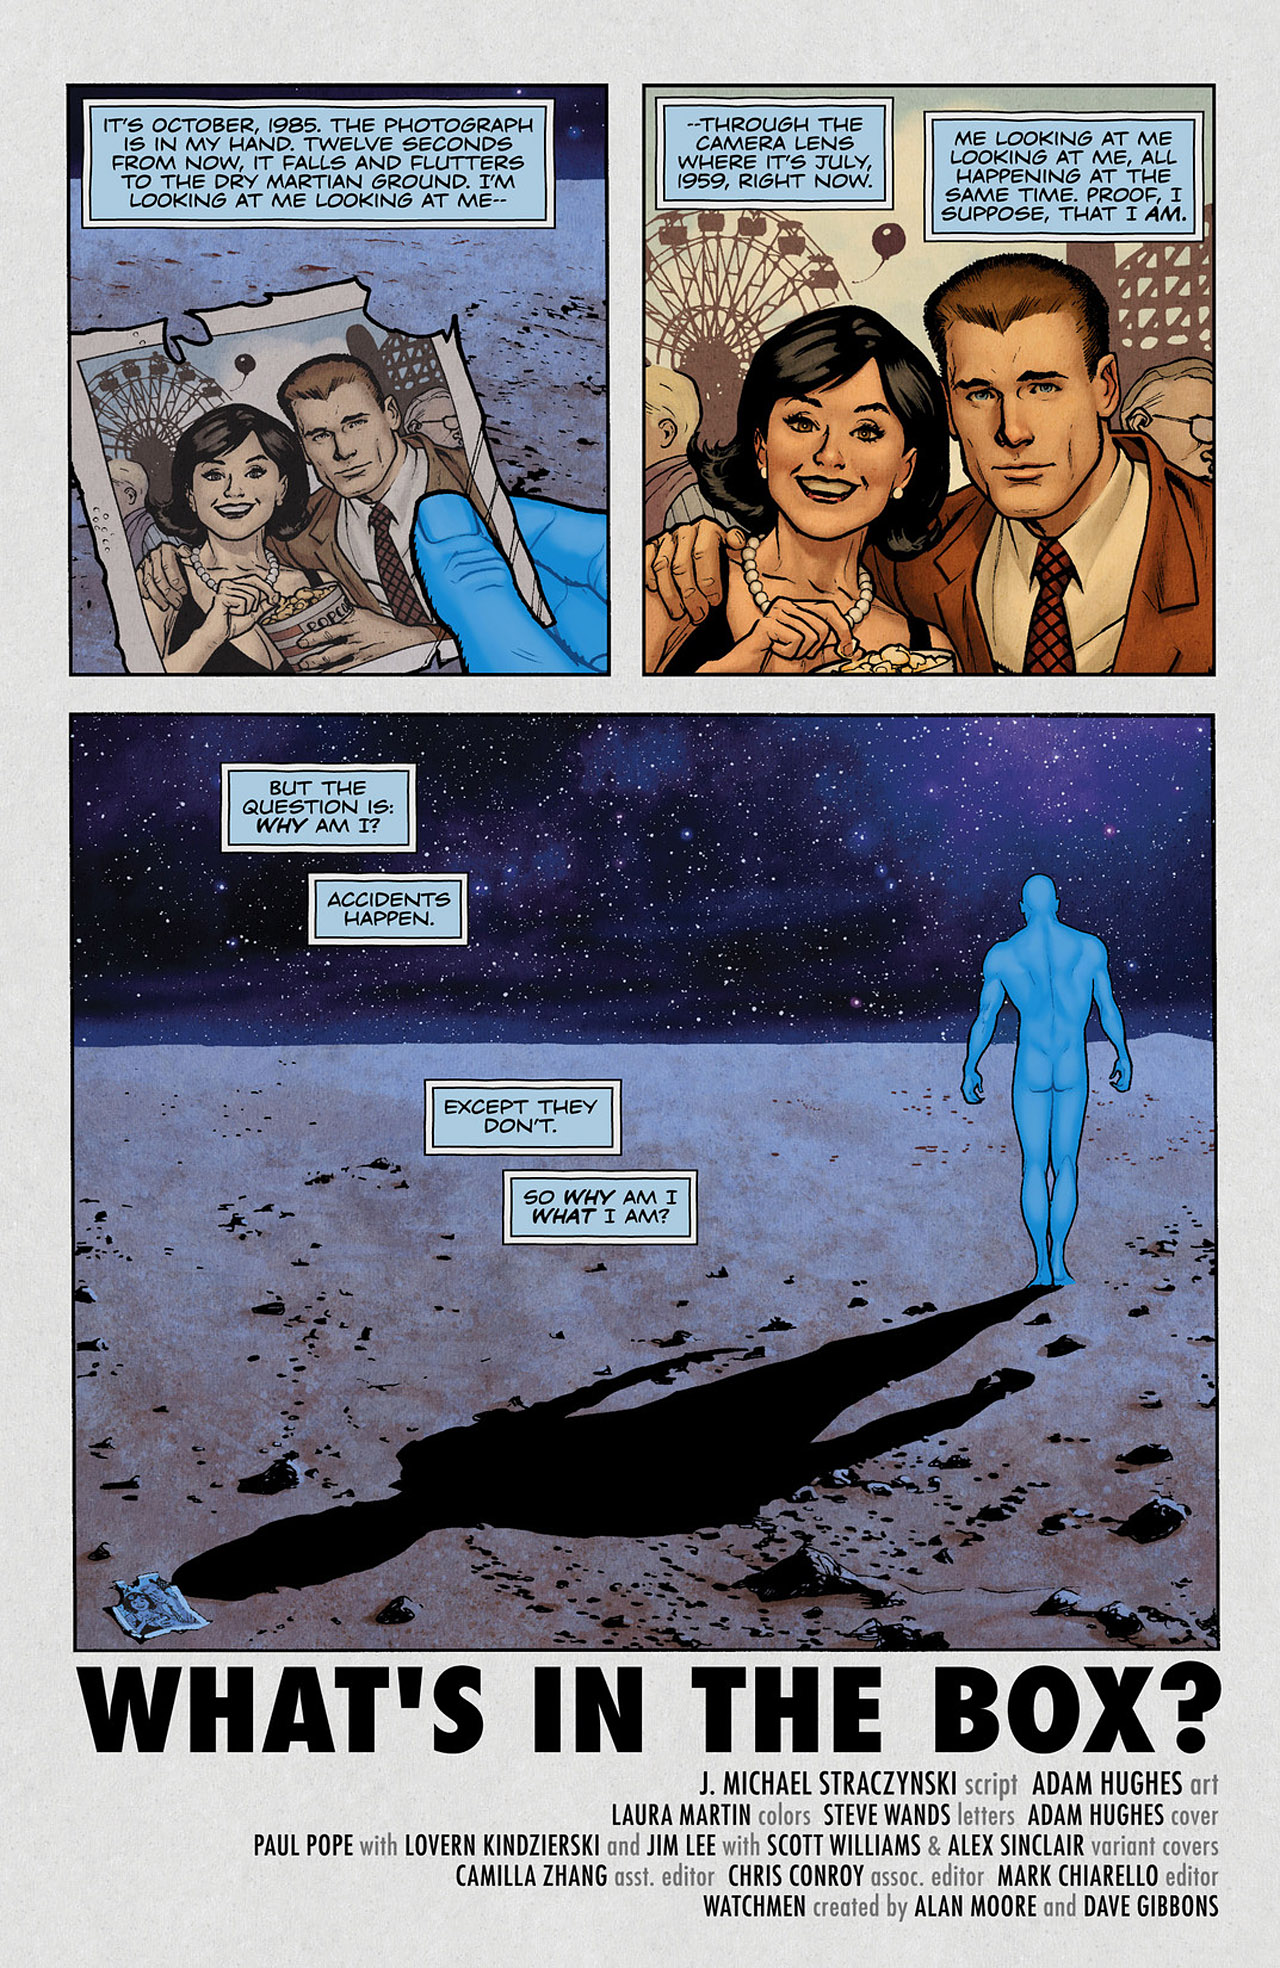 IT'S OCTOBER, 1985. THE PHOTOGRAPH
IS IN MY HAND. TWELVE SECONDS
FROM NOW, IT FALLS AND FLUTTERS
TO THE DRY MARTIAN GROUND. I'M
LOOKING AT ME LOOKING AT ME--
POPCO
--THROUGH THE
CAMERA LENS
WHERE IT'S JULY,
1959, RIGHT NOW.
ME LOOKING AT ME
LOOKING AT ME, ALL
HAPPENING AT THE
SAME TIME. PROOF, I
SUPPOSE, THAT I AM.
BUT THE
QUESTION IS:
WHY AM I?
ACCIDENTS
HAPPEN.
EXCEPT THEY
DON'T.
SO WHY AM I
WHAT I AM?
WHAT'S IN THE BOX?
J. MICHAEL STRACZYNSKI script ADAM HUGHES art
LAURA MARTIN colors STEVE WANDS letters ADAM HUGHES cover
PAUL POPE with LOVERN KINDZIERSKI and JIM LEE with SCOTT WILLIAMS & ALEX SINCLAIR variant covers
CAMILLA ZHANG asst. editor CHRIS CONROY assoc. editor MARK CHIARELLO editor
WATCHMEN created by ALAN MOORE and DAVE GIBBONS